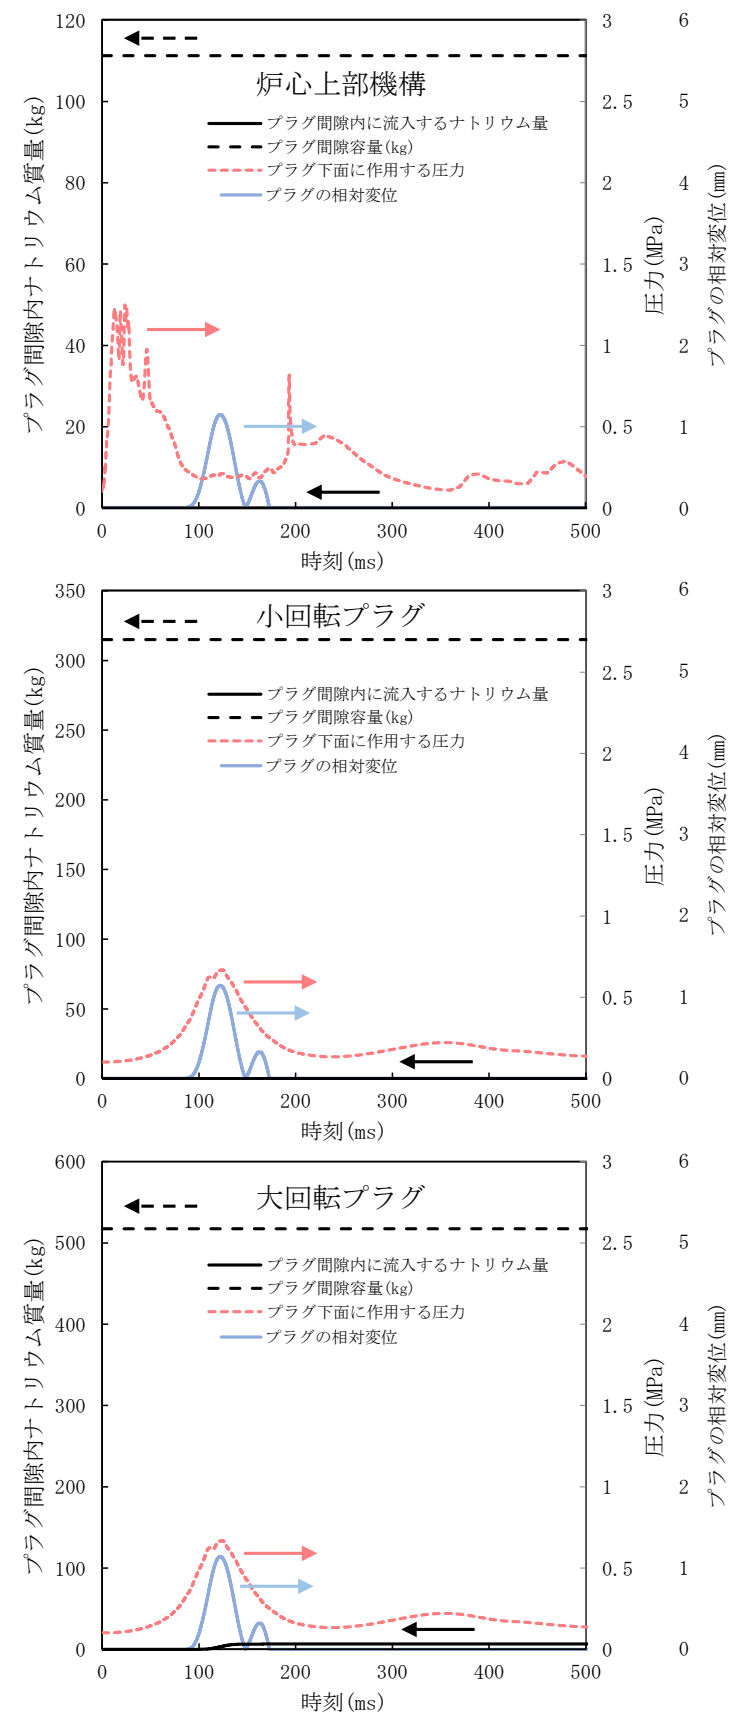 炉心上部機構
プラグ間隙内に流入するナトリウム量
プラグ間隙容量(kg)
プラグ下面に作用する圧力
プラグの相対変位
プラグ間隙内ナトリウム質量(kg)
120
100
80
60
40
20
0
3
2.5
2
1.5
1
0.5
0
圧力(MPa)
6
5
4
3
2
1
0
プラグの相対変位(mm)
0 100 200 300 400 500
時刻(ms)
小回転プラグ
プラグ間隙内に流入するナトリウム量
プラグ間隙容量(kg)
プラグ下面に作用する圧力
プラグの相対変位
プラグ間隙内ナトリウム質量(kg)
350
300
250
200
150
100
50
0
3
2.5
2
1.5
1
0.5
0
圧力(MPa)
6
5
4
3
2
1
0
プラグの相対変位(mm)
0 100 200 300 400 500
時刻(ms)
大回転プラグ
プラグ間隙内に流入するナトリウム量
プラグ間隙容量(kg)
プラグ下面に作用する圧力
プラグの相対変位
プラグ間隙内ナトリウム質量(kg)
600
500
400
300
200
100
0
3
2.5
2
1.5
1
0.5
0
圧力(MPa)
6
5
4
3
2
1
0
プラグの相対変位(mm)
0 100 200 300 400 500
時刻(ms)